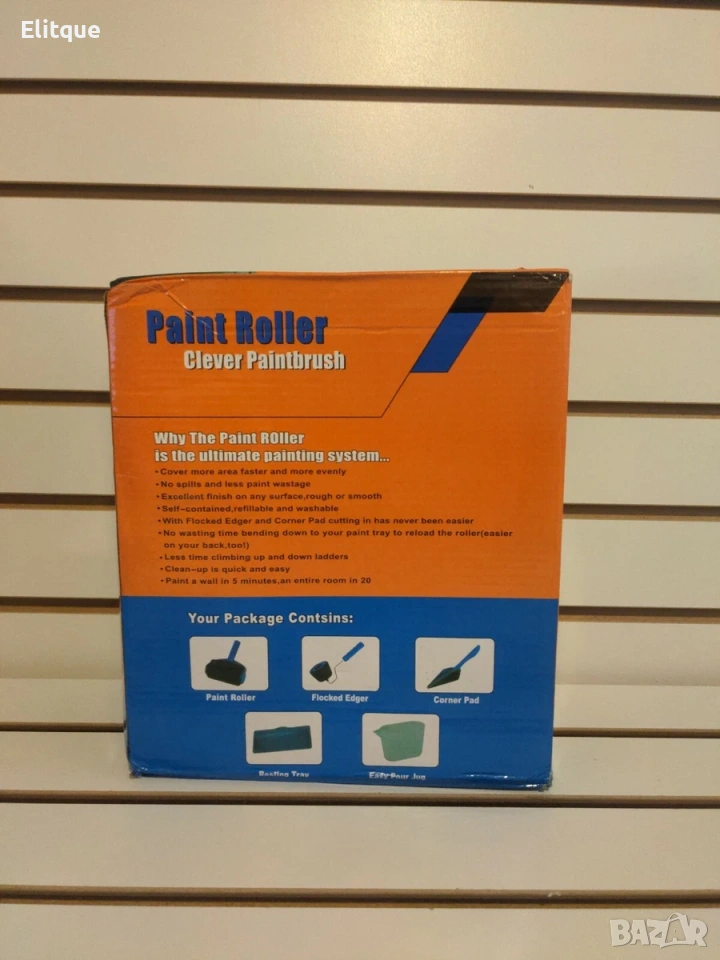 Elitque
Paint Roller
Clever Paintbrush
Why The Paint ROller
is the ultimate painting system...
•Cover more area faster and more evenly
•No spills and less paint wastage
•Excellent finish on any surface,rough or smooth
•Self-contained,refillable and washable
•With Flocked Edger and Corner Pad cutting in has never been easier
•No wasting time bending down to your paint tray to reload the roller(easier
on your back,too!)
•Less time climbing up and down ladders
•Clean-up is quick and easy
•Paint a wall in 5 minutes,an entire room in 20
Your Package Contsins:
Paint Roller Flocked Edger Corner Pad
Resting Tray Easy Pour Jug
BAZAR